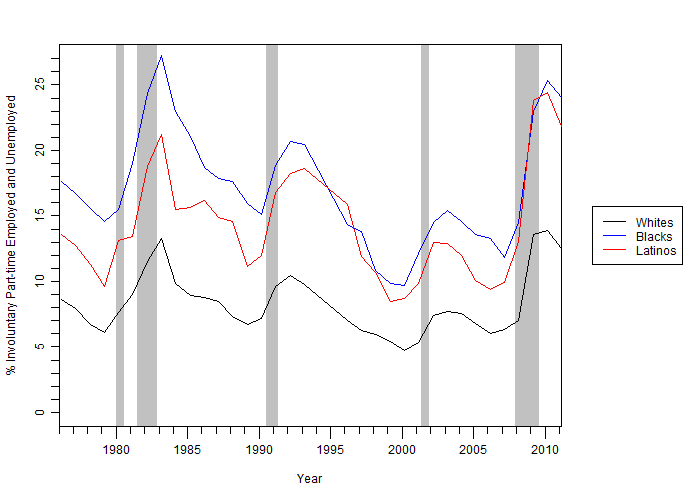 % Involuntary Part-time Employed and Unemployed
25
20
15
10
5
0
1980 1985 1990 1995 2000 2005 2010
Year
Whites
Blacks
Latinos